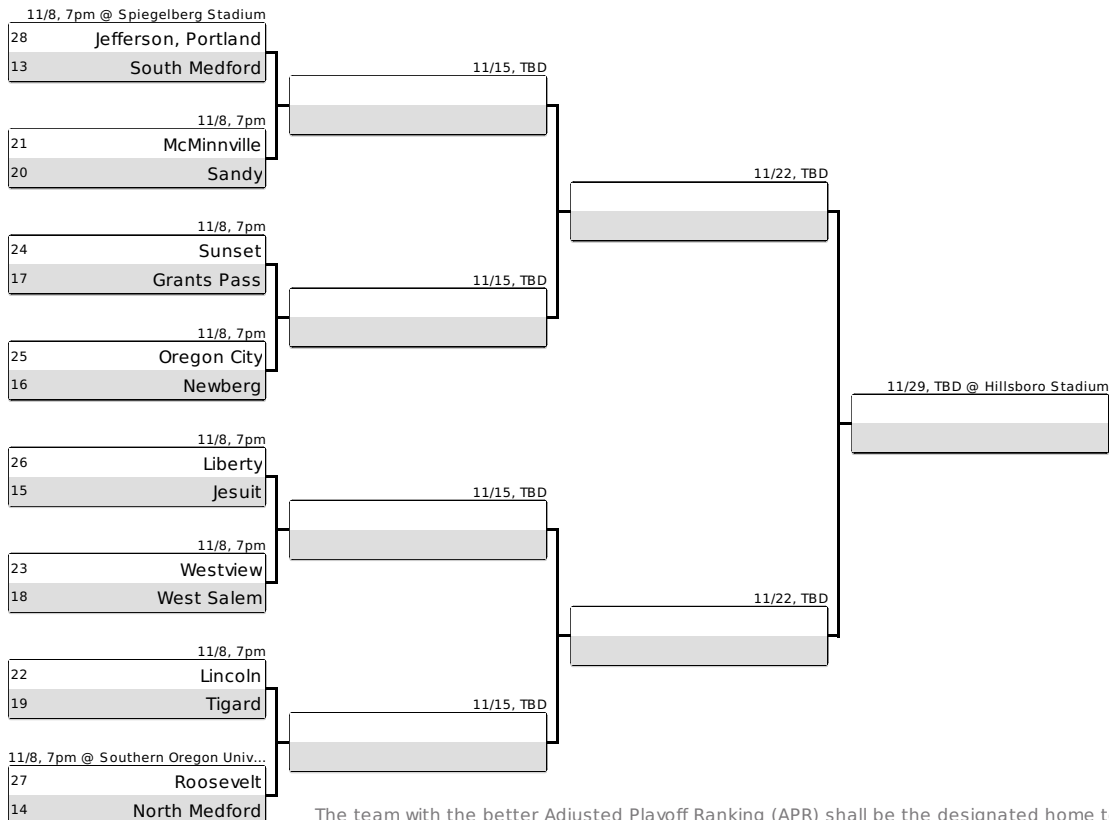 11/8, 7pm @ Spiegelberg Stadium
28 Jefferson, Portland
13 South Medford
11/8, 7pm
21 McMinnville
20 Sandy
11/8, 7pm
24 Sunset
17 Grants Pass
11/8, 7pm
25 Oregon City
16 Newberg
11/8, 7pm
26 Liberty
15 Jesuit
11/8, 7pm
23 Westview
18 West Salem
11/8, 7pm
22 Lincoln
19 Tigard
11/8, 7pm @ Southern Oregon Univ...
27 Roosevelt
14 North Medford
11/15, TBD
11/15, TBD
11/15, TBD
11/15, TBD
11/22, TBD
11/22, TBD
11/29, TBD @ Hillsboro Stadium
The team with the better Adjusted Playoff Ranking (APR) shall be the designated home t